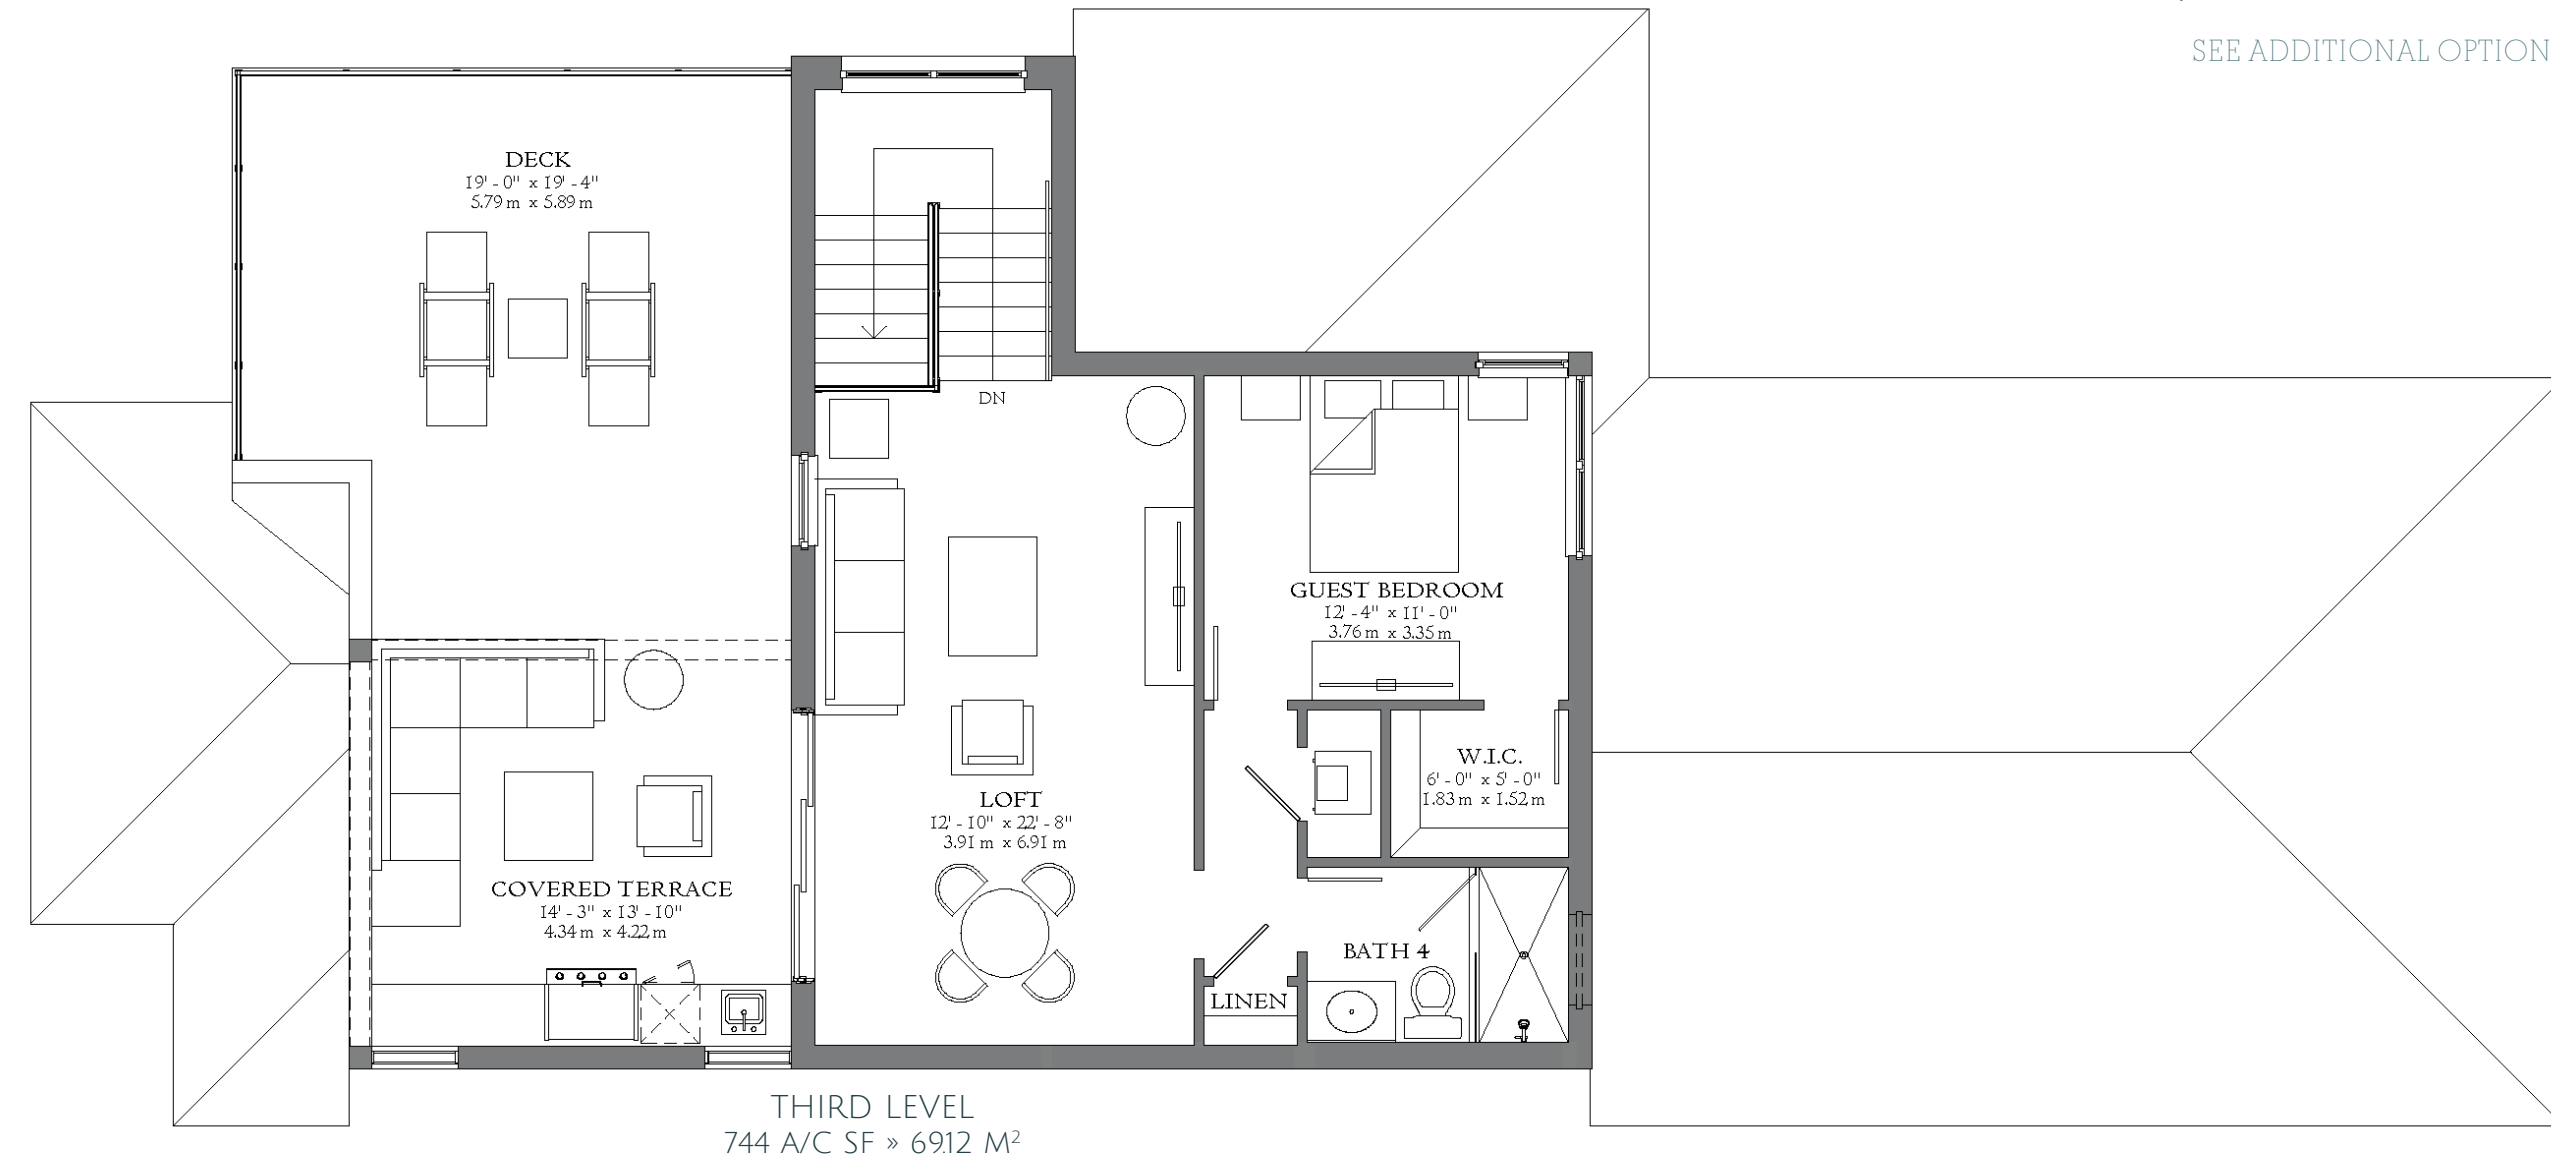 SEE ADDITIONAL OPTION
DECK
19' - 0" x 19' - 4"
5.79 m x 5.89 m
DN
GUEST BEDROOM
12' - 4" x 11' - 0"
3.76 m x 3.35 m
W.I.C.
6' - 0" x 5' - 0"
1.83 m x 1.52 m
LOFT
12' - 10" x 22' - 8"
3.91 m x 6.91 m
COVERED TERRACE
14' - 3" x 13' - 10"
4.34 m x 4.22 m
BATH 4
LINEN
THIRD LEVEL
744 A/C SF » 69.12 M²